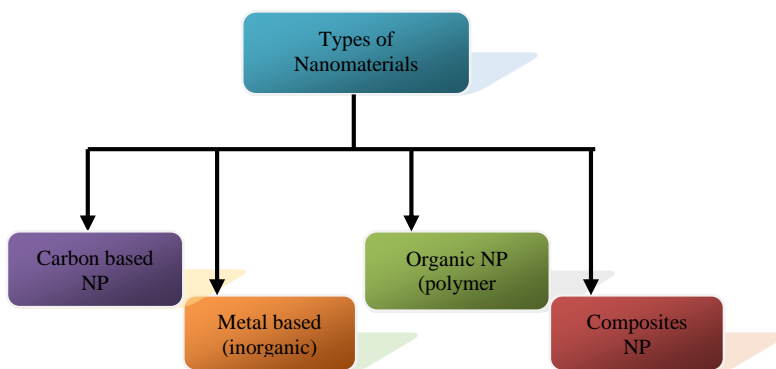 Types of
Nanomaterials
Carbon based
NP
Metal based
(inorganic)
Organic NP
(polymer
Composites
NP